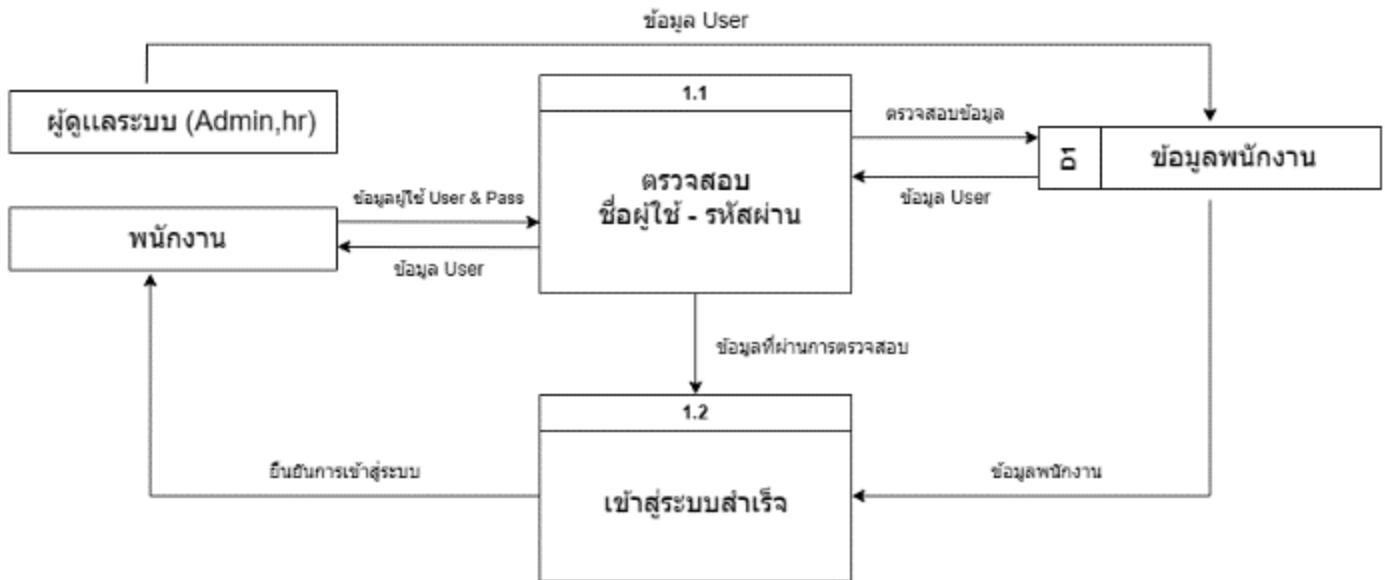 ข้อมูล User
ผู้ดูแลระบบ (Admin,hr)
1.1
ตรวจสอบ
ชื่อผู้ใช้ - รหัสผ่าน
ตรวจสอบข้อมูล
D1
ข้อมูลพนักงาน
ข้อมูล User
ข้อมูลผู้ใช้ User & Pass
พนักงาน
ข้อมูล User
ข้อมูลที่ผ่านการตรวจสอบ
1.2
เข้าสู่ระบบสำเร็จ
ยืนยันการเข้าสู่ระบบ
ข้อมูลพนักงาน